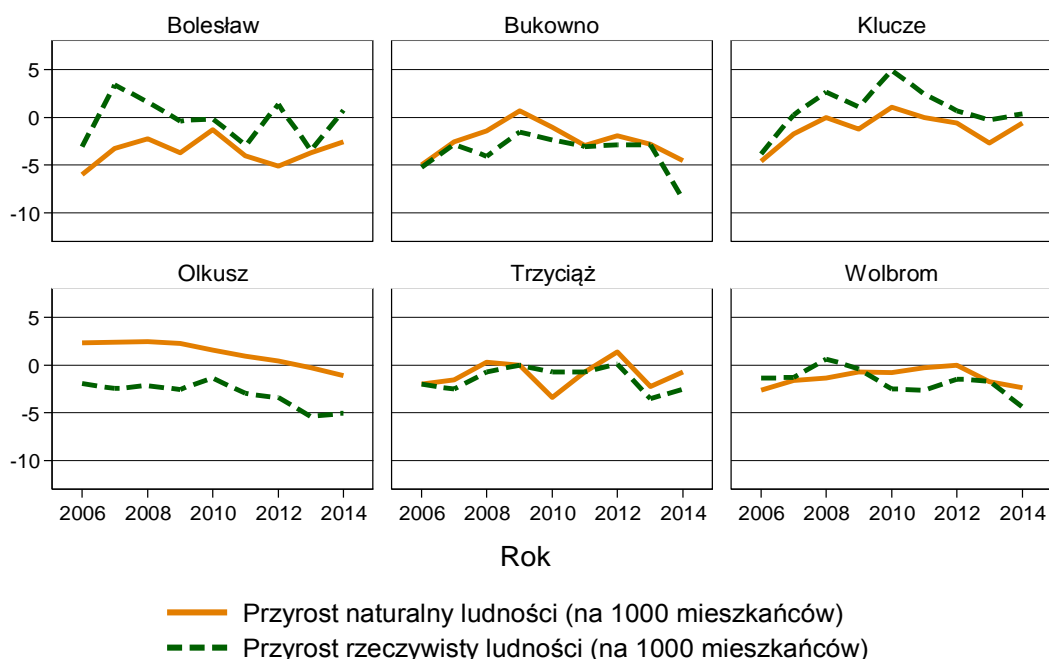 Bolesław Bukowno Klucze
5
0
-5
-10
Olkusz Trzyciąż Wolbrom
5
0
-5
-10
2006 2008 2010 2012 2014 2006 2008 2010 2012 2014 2006 2008 2010 2012 2014
Rok
Przyrost naturalny ludności (na 1000 mieszkańców)
Przyrost rzeczywisty ludności (na 1000 mieszkańców)